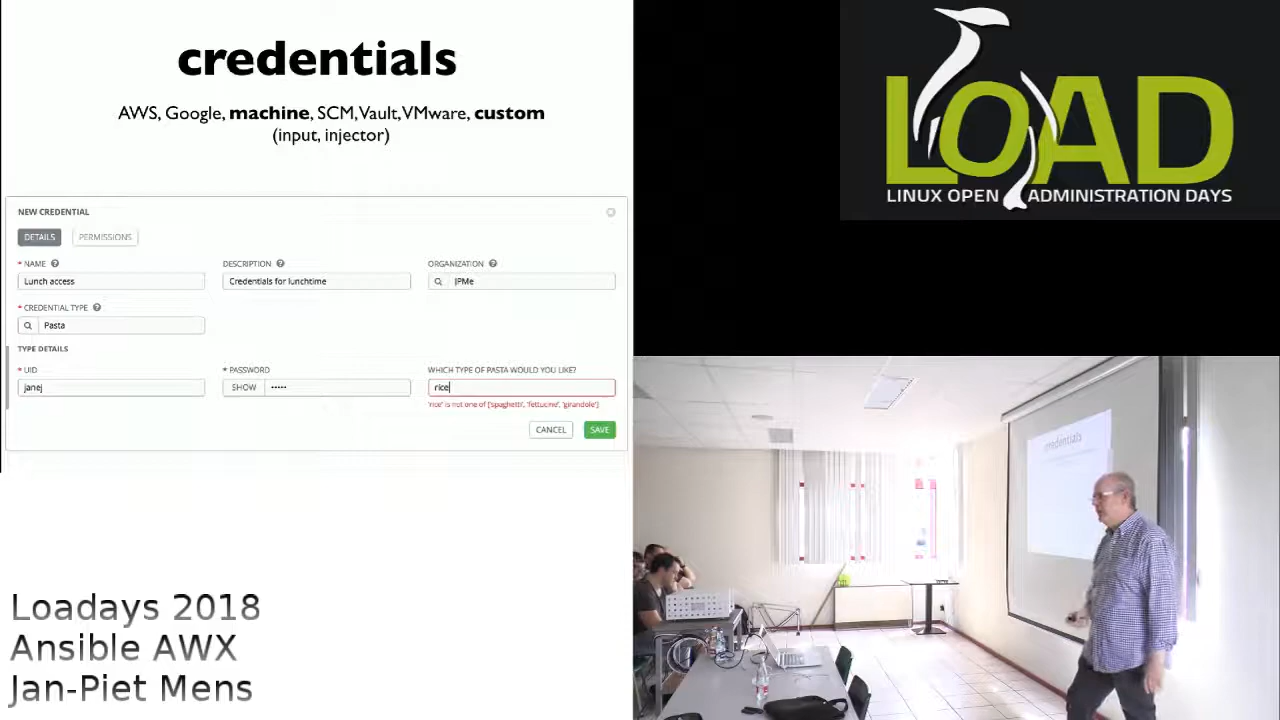 credentials
AWS, Google, machine, SCM, Vault, VMware, custom
(input, injector)
NEW CREDENTIAL
DETAILS
PERMISSIONS
* NAME
DESCRIPTION
ORGANIZATION
Lunch access
Credentials for lunchtime
JPMe
* CREDENTIAL TYPE
Pasta
TYPE DETAILS
* UID
* PASSWORD
WHICH TYPE OF PASTA WOULD YOU LIKE?
janej
SHOW
•••••
rice
'rice' is not one of ['spaghetti', 'fettucine', 'girandole']
CANCEL
SAVE
LOAD
LINUX OPEN ADMINISTRATION DAYS
credentials
Loadays 2018
Ansible AWX
Jan-Piet Mens